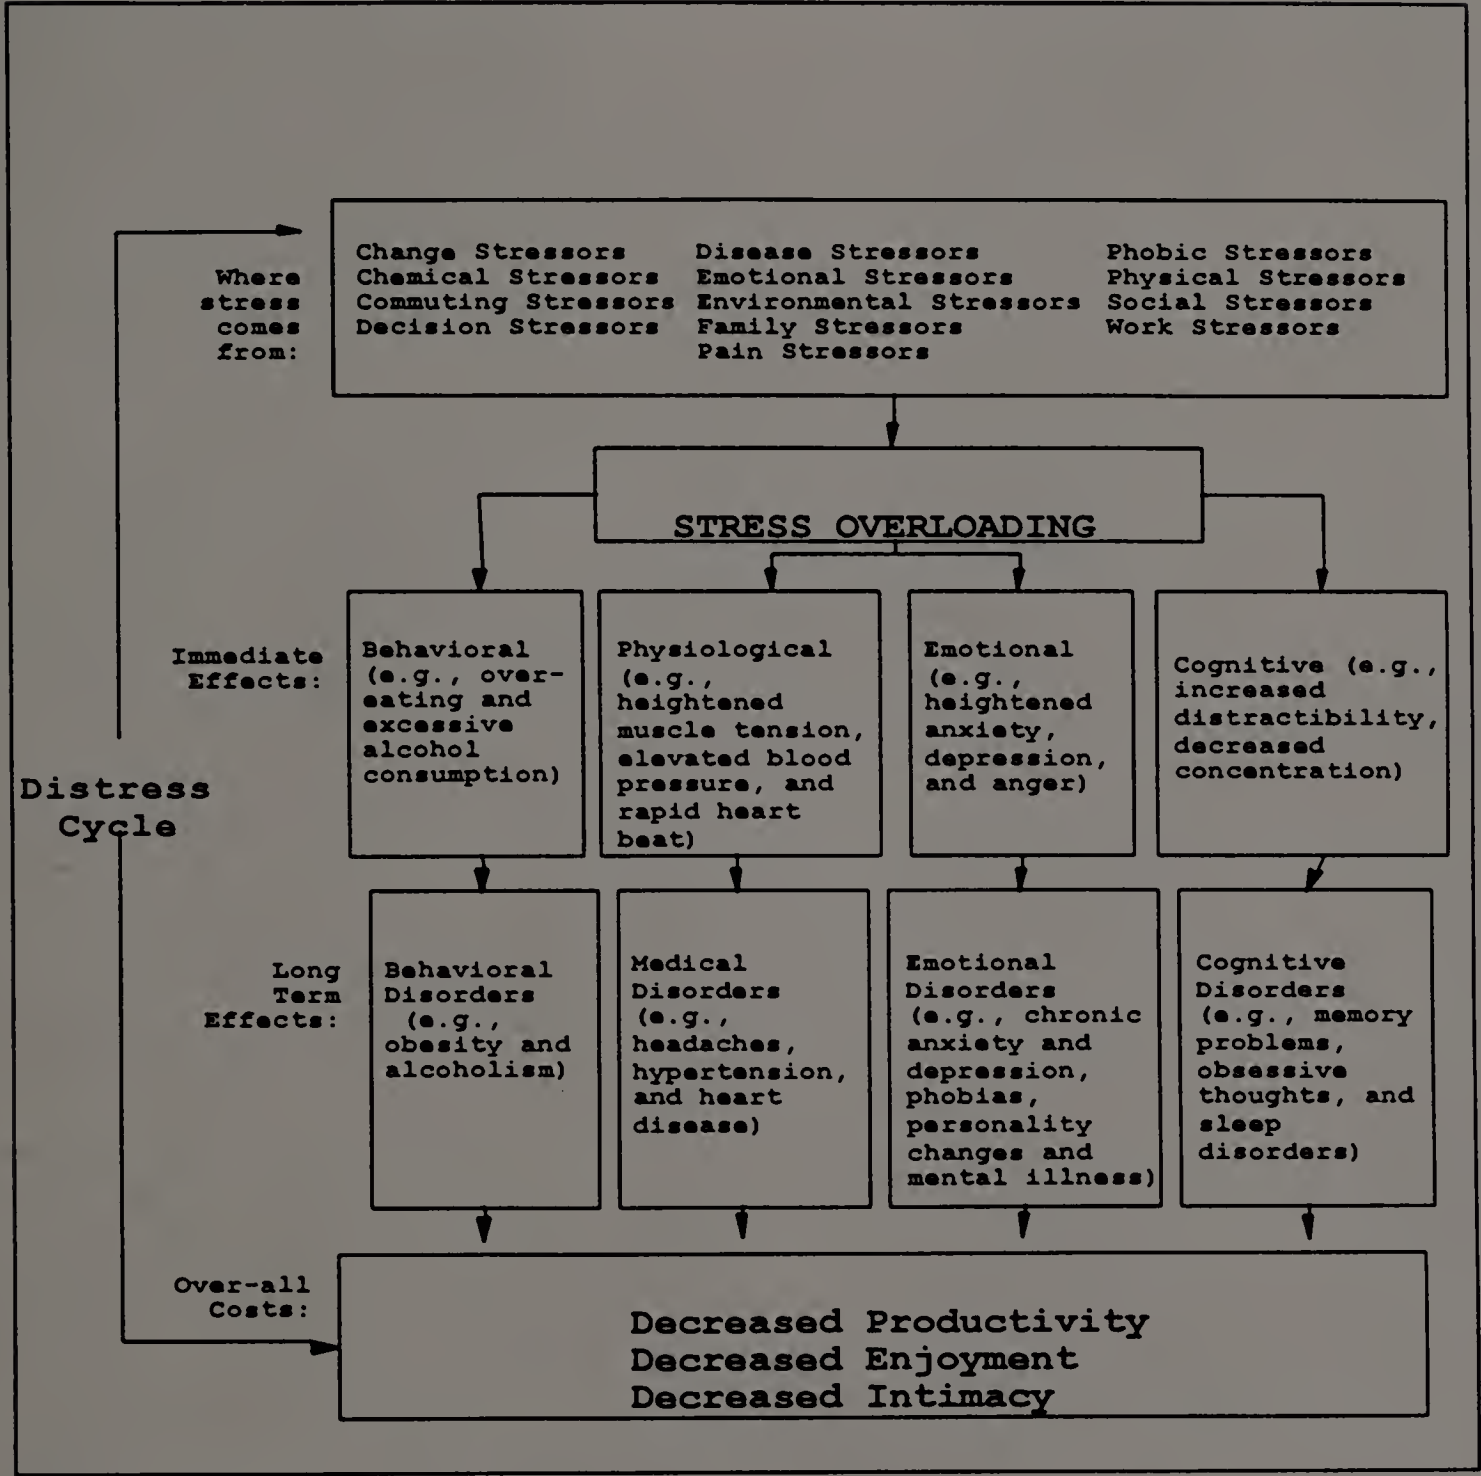 Where
stress
comes
from:
Change Stressors
Chemical Stressors
Commuting Stressors
Decision Stressors
Disease Stressors
Emotional Stressors
Environmental Stressors
Family Stressors
Pain Stressors
Phobic Stressors
Physical Stressors
Social Stressors
Work Stressors
STRESS OVERLOADING
Distress
Cycle
Immediate
Effects:
Behavioral
(e.g., over-
eating and
excessive
alcohol
consumption)
Physiological
(e.g.,
heightened
muscle tension,
elevated blood
pressure, and
rapid heart
beat)
Emotional
(e.g.,
heightened
anxiety,
depression,
and anger)
Cognitive (e.g.,
increased
distractibility,
decreased
concentration)
Long
Term
Effects:
Behavioral
Disorders
(e.g.,
obesity and
alcoholism)
Medical
Disorders
(e.g.,
headaches,
hypertension,
and heart
disease)
Emotional
Disorders
(e.g., chronic
anxiety and
depression,
phobias,
personality
changes and
mental illness)
Cognitive
Disorders
(e.g., memory
problems,
obsessive
thoughts, and
sleep
disorders)
Over-all
Costs:
Decreased Productivity
Decreased Enjoyment
Decreased Intimacy